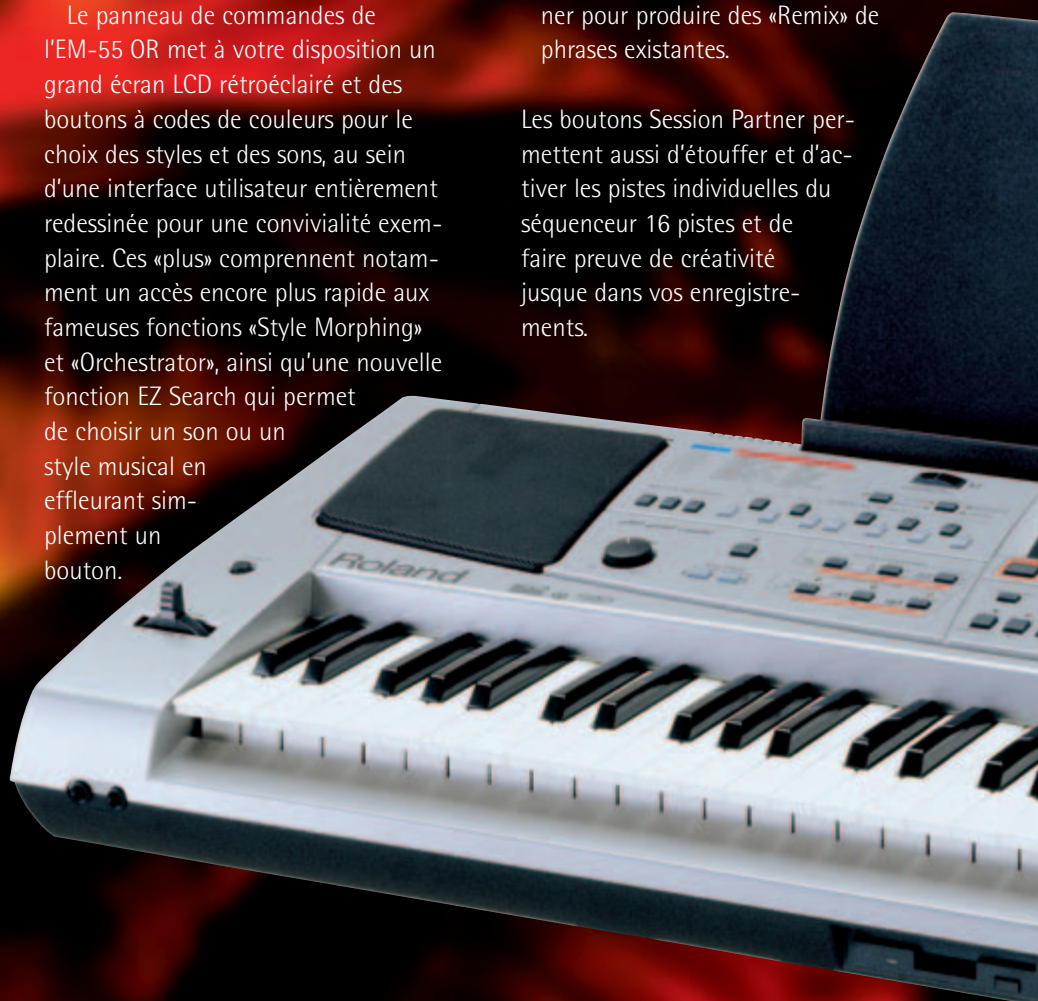 Le panneau de commandes de
l'EM-55 OR met à votre disposition un
grand écran LCD rétroéclairé et des
boutons à codes de couleurs pour le
choix des styles et des sons, au sein
d'une interface utilisateur entièrement
redessinée pour une convivialité exem-
plaire. Ces «plus» comprennent notam-
ment un accès encore plus rapide aux
fameuses fonctions «Style Morphing»
et «Orchestrator», ainsi qu'une nouvelle
fonction EZ Search qui permet
de choisir un son ou un
style musical en
effleurant sim-
plement un
bouton.
ner pour produire des «Remix» de
phrases existantes.
Les boutons Session Partner per-
mettent aussi d'étouffer et d'ac-
tiver les pistes individuelles du
séquenceur 16 pistes et de
faire preuve de créativité
jusque dans vos enregistre-
ments.
Roland